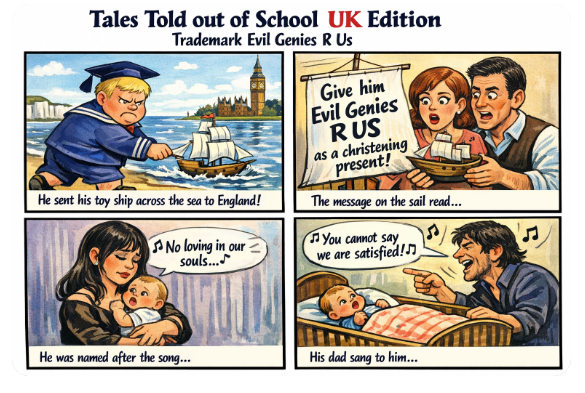 Tales Told out of School UK Edition
Trademark Evil Genies R Us
He sent his toy ship across the sea to England!
Give him
Evil Genies
R US
as a christening
present!
The message on the sail read...
♫ No loving in our
souls...♫
He was named after the song...
♫ You cannot say
we are satisfied!♫
His dad sang to him...